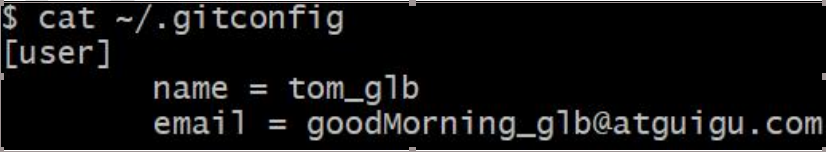 $ cat ~/.gitconfig
[user]
        name = tom_glb
        email = goodMorning_glb@atguigu.com